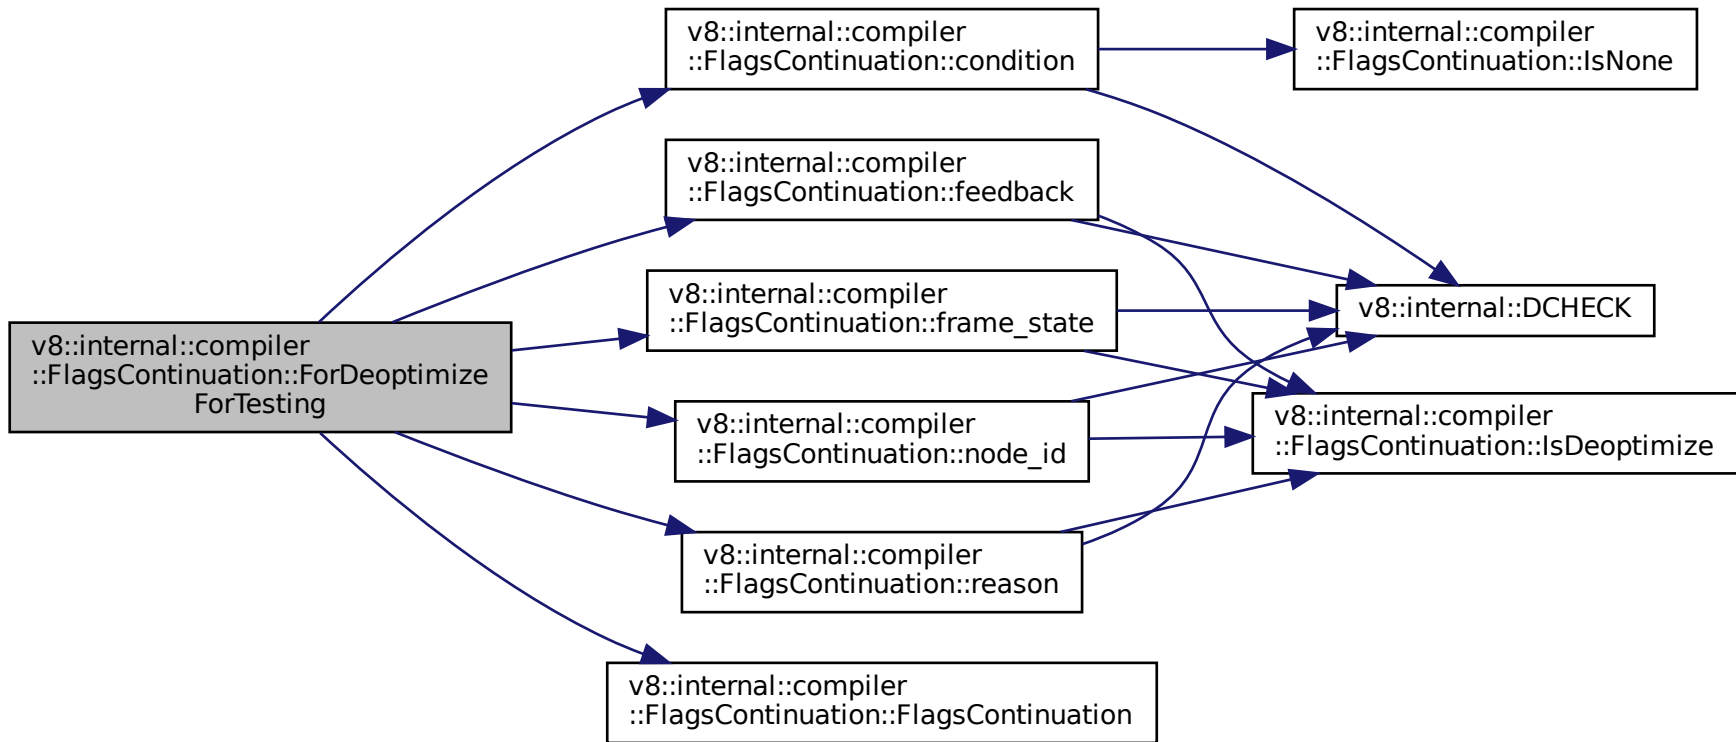 v8::internal::compiler
::FlagsContinuation::ForDeoptimize
ForTesting
v8::internal::compiler
::FlagsContinuation::condition
v8::internal::compiler
::FlagsContinuation::feedback
v8::internal::compiler
::FlagsContinuation::frame_state
v8::internal::compiler
::FlagsContinuation::node_id
v8::internal::compiler
::FlagsContinuation::reason
v8::internal::compiler
::FlagsContinuation::FlagsContinuation
v8::internal::compiler
::FlagsContinuation::IsNone
v8::internal::DCHECK
v8::internal::compiler
::FlagsContinuation::IsDeoptimize